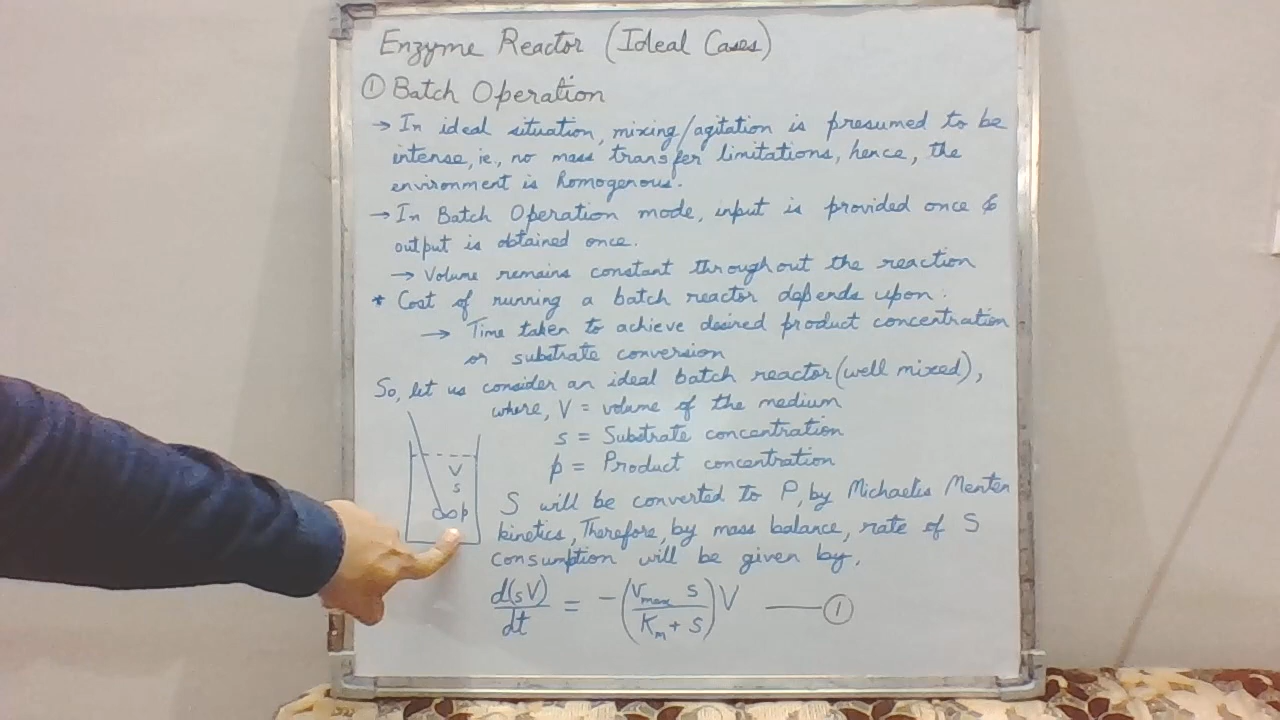 Enzyme Reactor (Ideal Cases)
① Batch Operation
→ In ideal situation, mixing/agitation is presumed to be
intense, ie., no mass transfer limitations, hence, the
environment is homogenous.
→ In Batch Operation mode, input is provided once &
output is obtained once.
→ Volume remains constant throughout the reaction
* Cost of running a batch reactor depends upon:
→ Time taken to achieve desired product concentration
or substrate conversion
So, let us consider an ideal batch reactor (well mixed),
where, V = volume of the medium
s = Substrate concentration
p = Product concentration
V
s
p
S will be converted to P, by Michaelis Menten
kinetics, Therefore, by mass balance, rate of S
consumption will be given by,
d(sV)/dt = -(Vmax s/Km + s)V —— ①